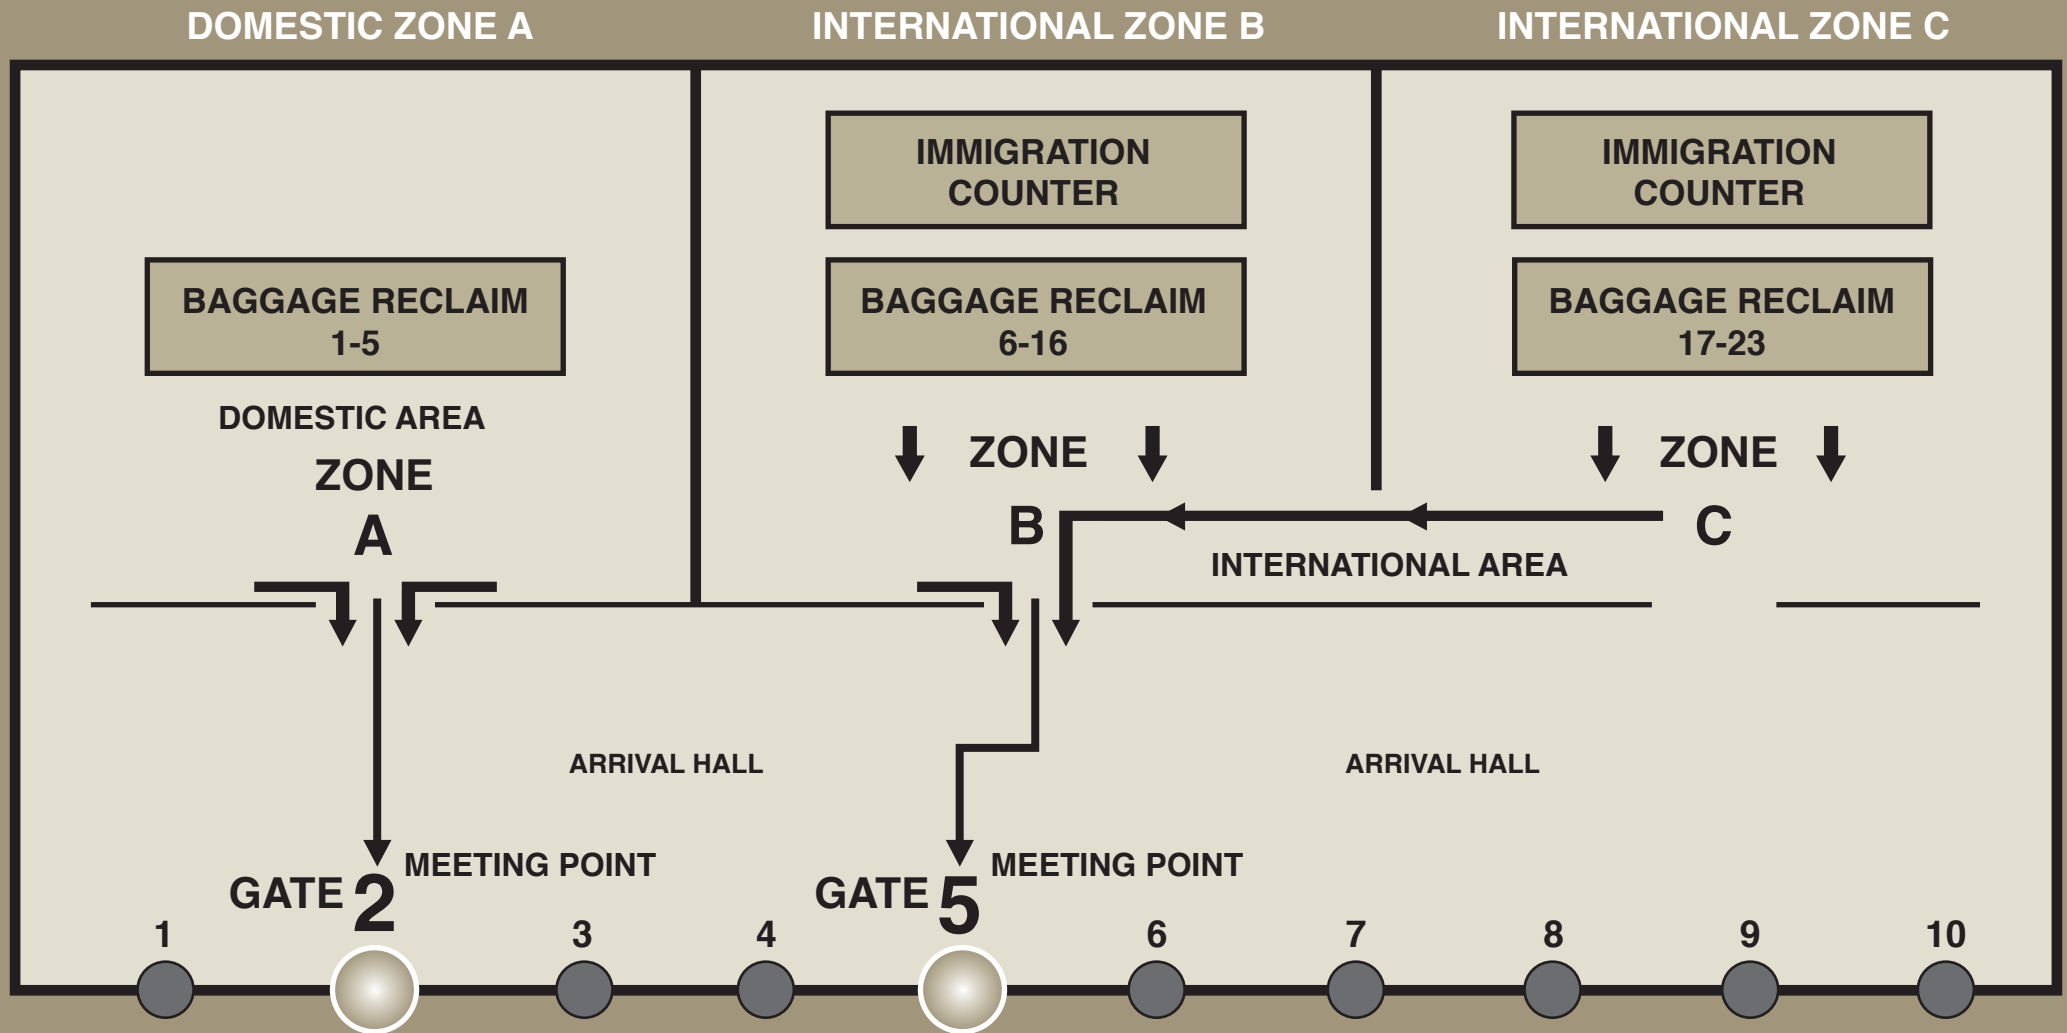 DOMESTIC ZONE A
INTERNATIONAL ZONE B
INTERNATIONAL ZONE C
IMMIGRATION
COUNTER
IMMIGRATION
COUNTER
BAGGAGE RECLAIM
1-5
BAGGAGE RECLAIM
6-16
BAGGAGE RECLAIM
17-23
DOMESTIC AREA
ZONE
A
ZONE
B
ZONE
C
INTERNATIONAL AREA
ARRIVAL HALL
ARRIVAL HALL
MEETING POINT
GATE 2
MEETING POINT
GATE 5
1
3
4
6
7
8
9
10